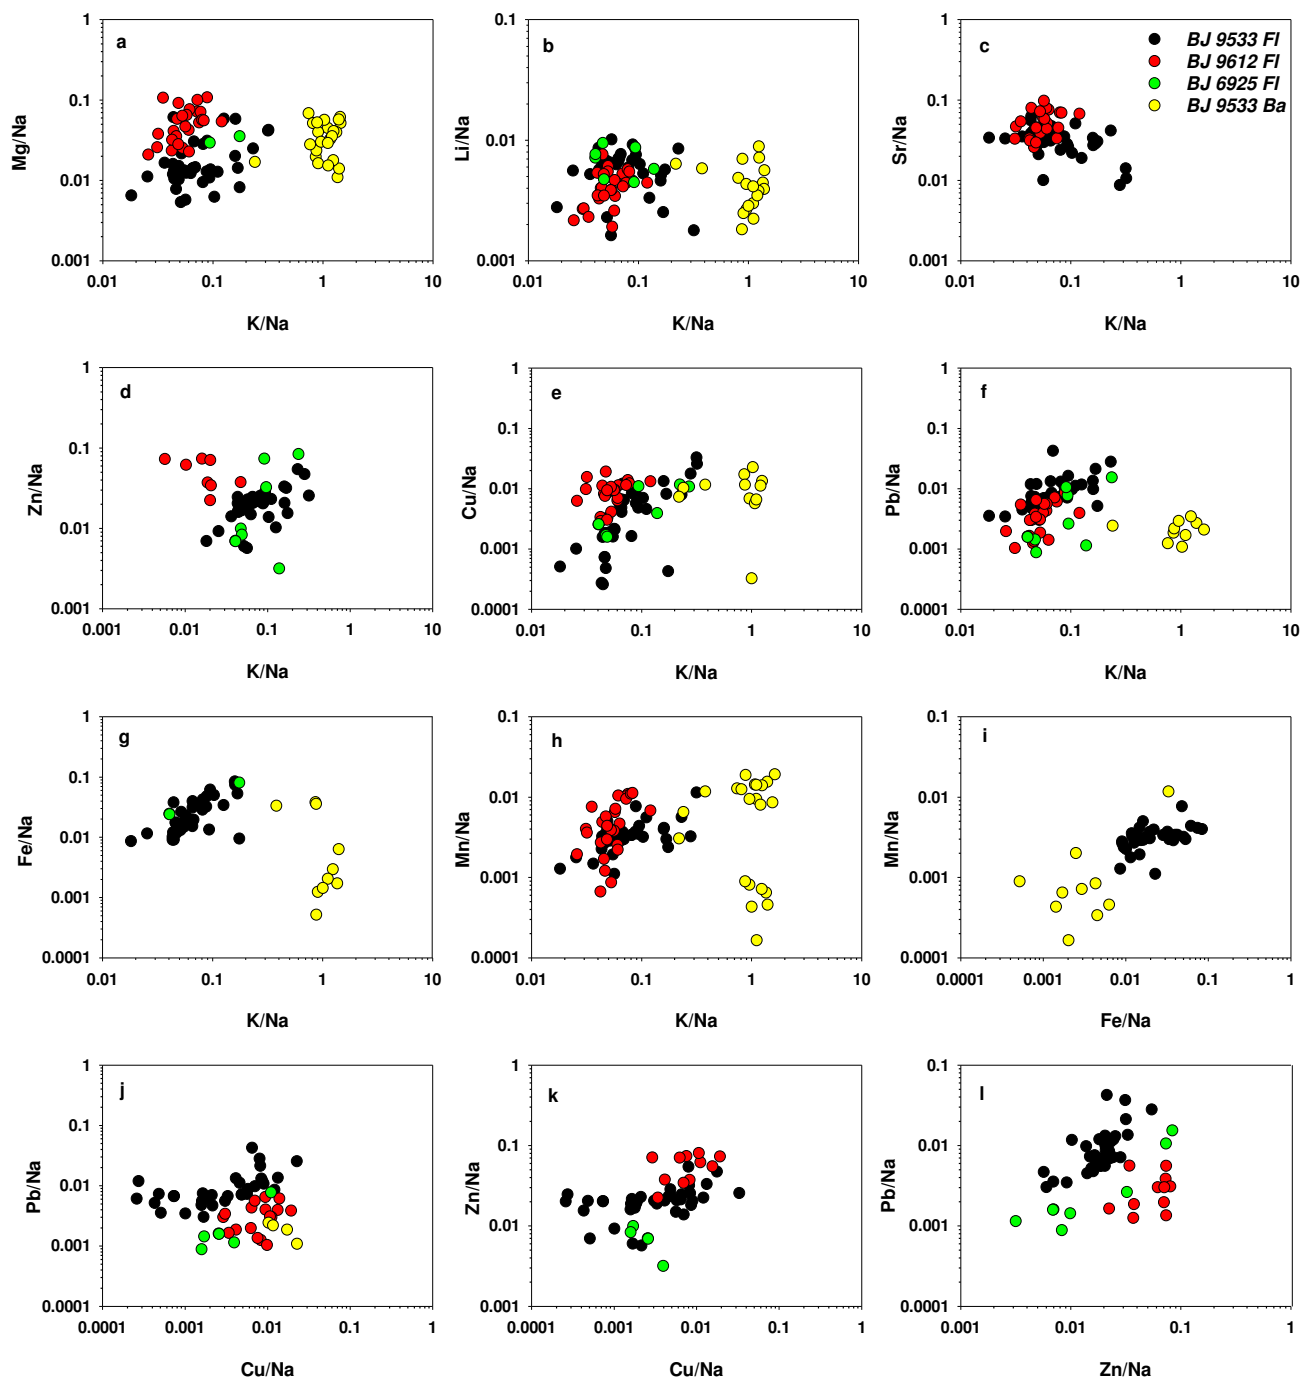 a
1
0.1
0.01
0.001
Mg/Na
0.01 0.1 1 10
K/Na
b
0.1
0.01
0.001
Li/Na
0.01 0.1 1 10
K/Na
c
BJ 9533 Fl
BJ 9612 Fl
BJ 6925 Fl
BJ 9533 Ba
1
0.1
0.01
0.001
Sr/Na
0.01 0.1 1 10
K/Na
d
1
0.1
0.01
0.001
Zn/Na
0.001 0.01 0.1 1 10
K/Na
e
1
0.1
0.01
0.001
0.0001
Cu/Na
0.01 0.1 1 10
K/Na
f
1
0.1
0.01
0.001
0.0001
Pb/Na
0.01 0.1 1 10
K/Na
g
1
0.1
0.01
0.001
0.0001
Fe/Na
0.01 0.1 1 10
K/Na
h
0.1
0.01
0.001
0.0001
Mn/Na
0.01 0.1 1 10
K/Na
i
0.1
0.01
0.001
0.0001
Mn/Na
0.0001 0.001 0.01 0.1 1
Fe/Na
j
1
0.1
0.01
0.001
0.0001
Pb/Na
0.0001 0.001 0.01 0.1 1
Cu/Na
k
1
0.1
0.01
0.001
Zn/Na
0.0001 0.001 0.01 0.1 1
Cu/Na
l
0.1
0.01
0.001
0.0001
Pb/Na
0.001 0.01 0.1 1
Zn/Na